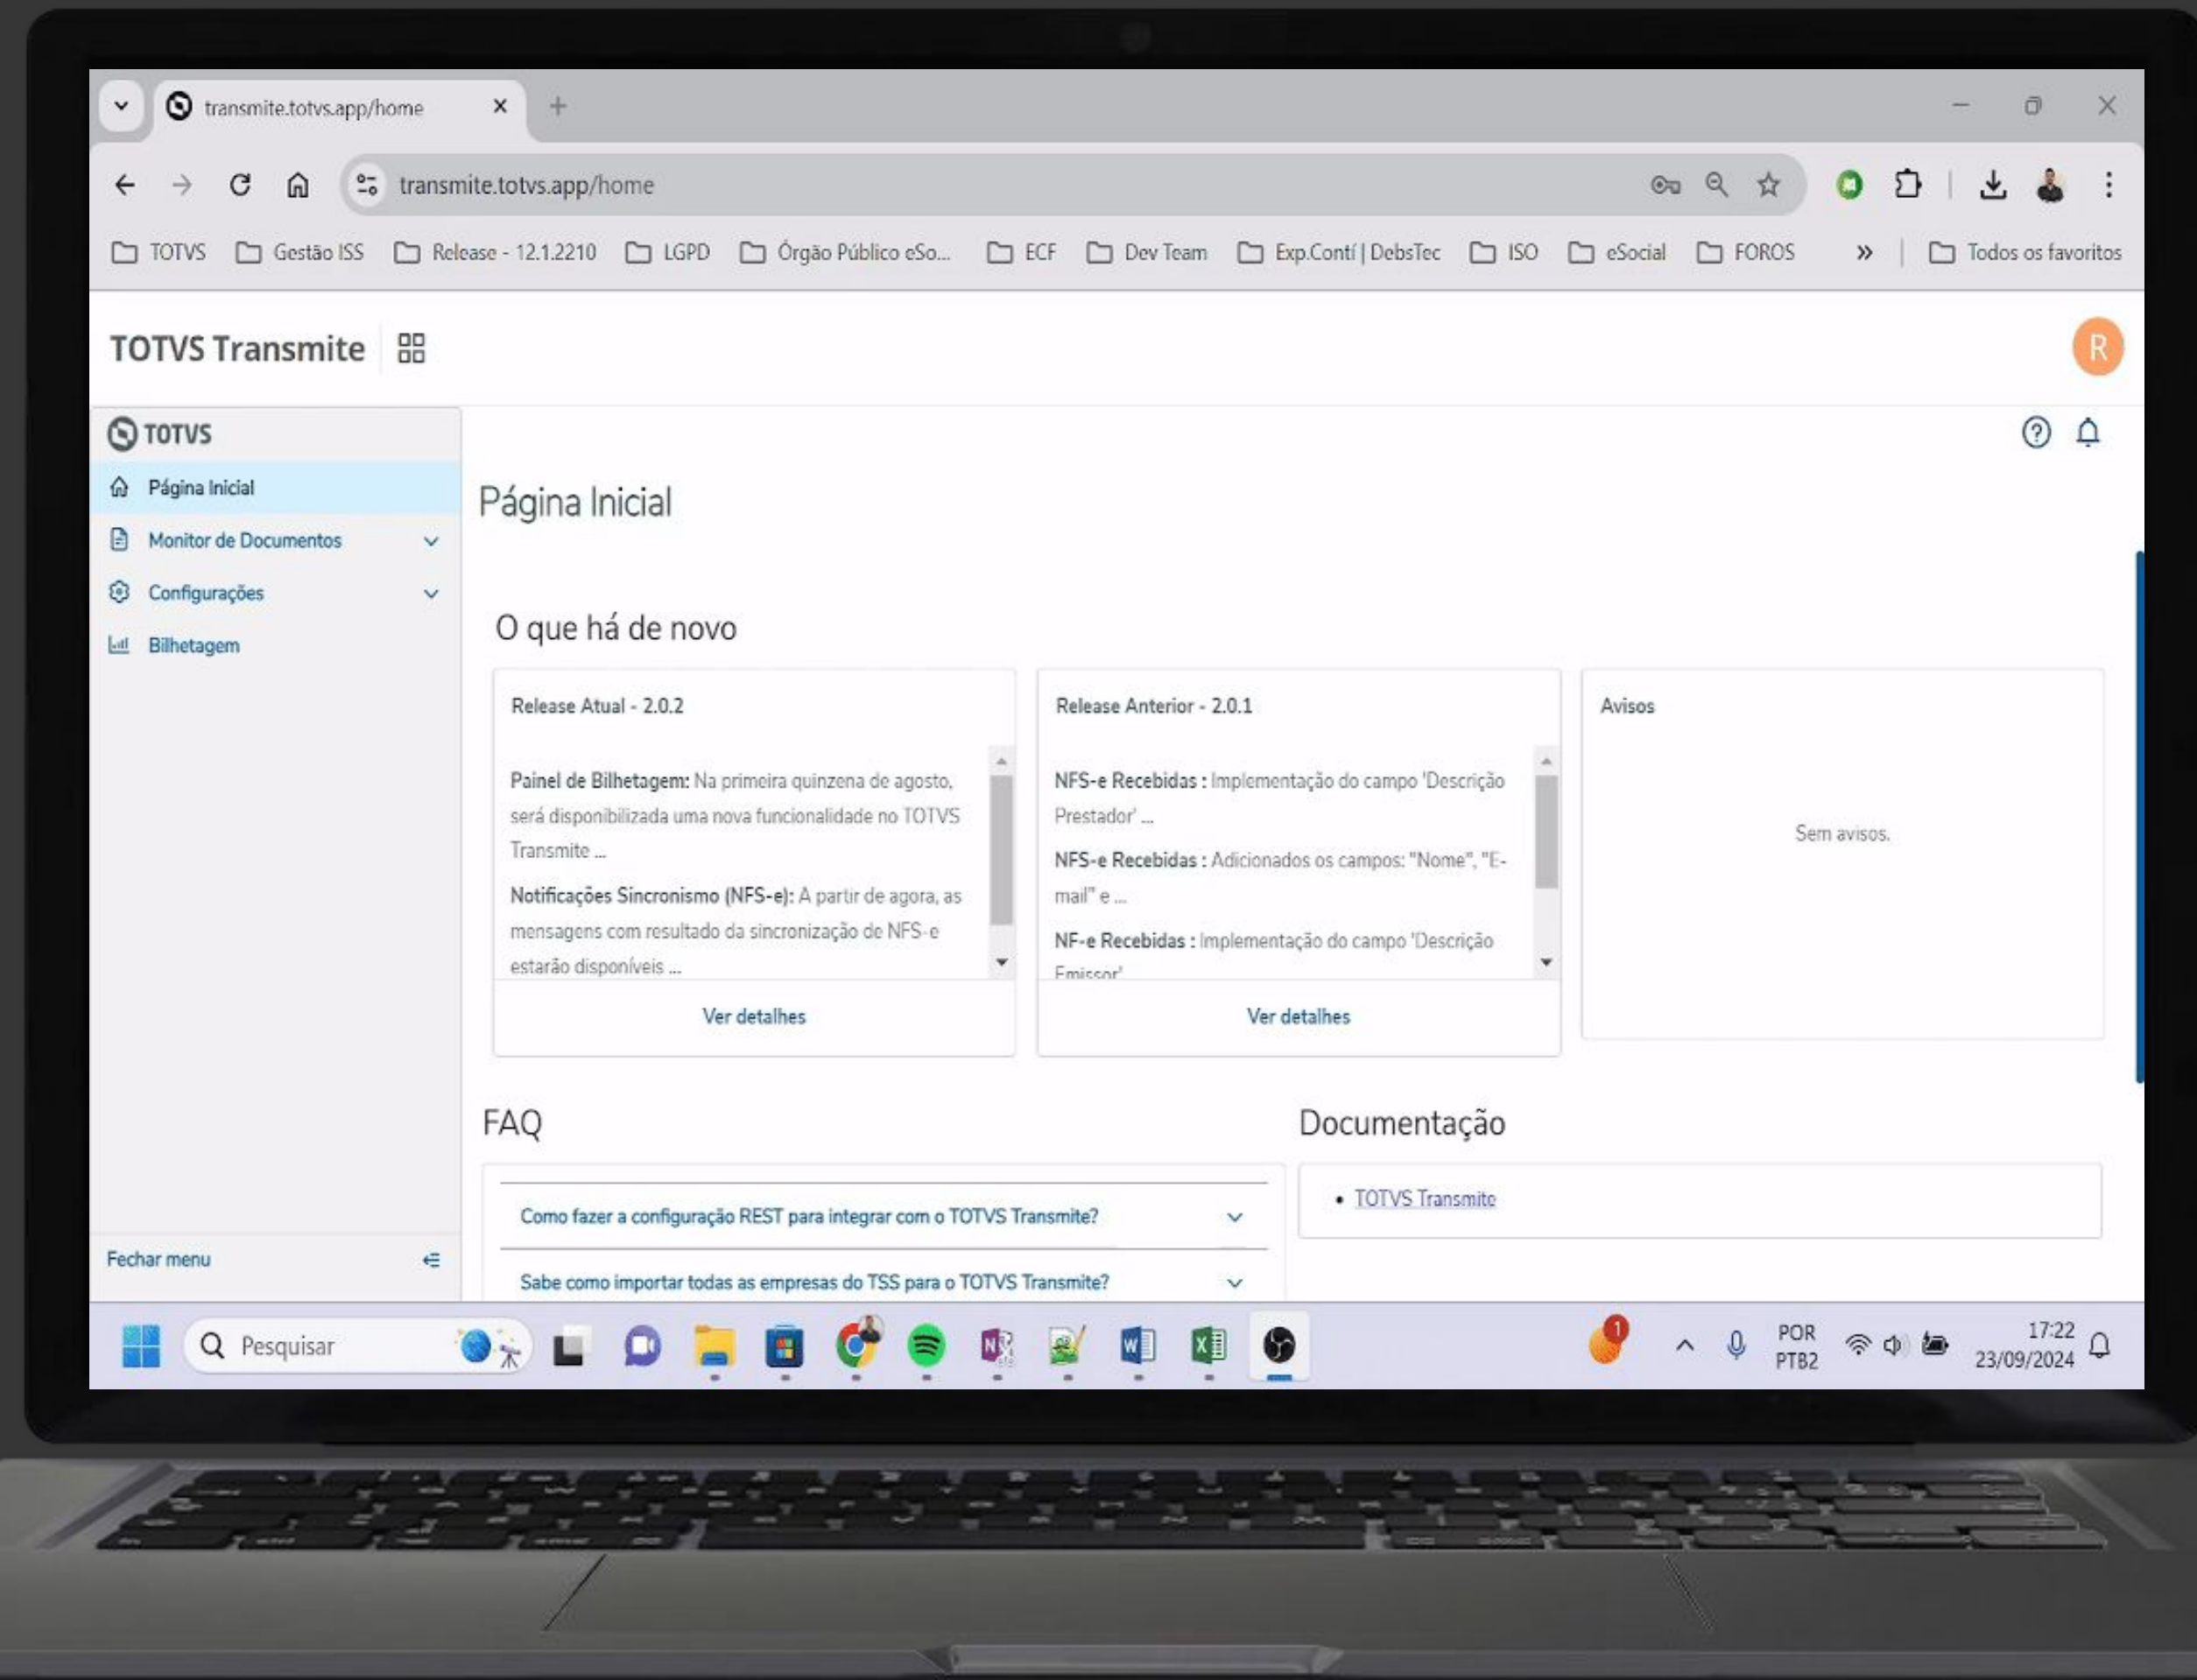 transmite.totvs.app/home
transmite.totvs.app/home
TOTVS
Gestão ISS
Release - 12.1.2210
LGPD
Órgão Público eSo...
ECF
Dev Team
Exp.Contí | DebsTec
ISO
eSocial
FOROS
Todos os favoritos
TOTVS Transmite
R
TOTVS
Página Inicial
Monitor de Documentos
Configurações
Bilhetagem
Fechar menu
Página Inicial
O que há de novo
Release Atual - 2.0.2
Painel de Bilhetagem: Na primeira quinzena de agosto,
será disponibilizada uma nova funcionalidade no TOTVS
Transmite ...
Notificações Sincronismo (NFS-e): A partir de agora, as
mensagens com resultado da sincronização de NFS-e
estarão disponíveis ...
Ver detalhes
Release Anterior - 2.0.1
NFS-e Recebidas : Implementação do campo 'Descrição
Prestador' ...
NFS-e Recebidas : Adicionados os campos: "Nome", "E-
mail" e ...
NF-e Recebidas : Implementação do campo 'Descrição
Emissor'
Ver detalhes
Avisos
Sem avisos.
FAQ
Como fazer a configuração REST para integrar com o TOTVS Transmite?
Sabe como importar todas as empresas do TSS para o TOTVS Transmite?
Documentação
• TOTVS Transmite
Pesquisar
1
POR
PTB2
17:22
23/09/2024